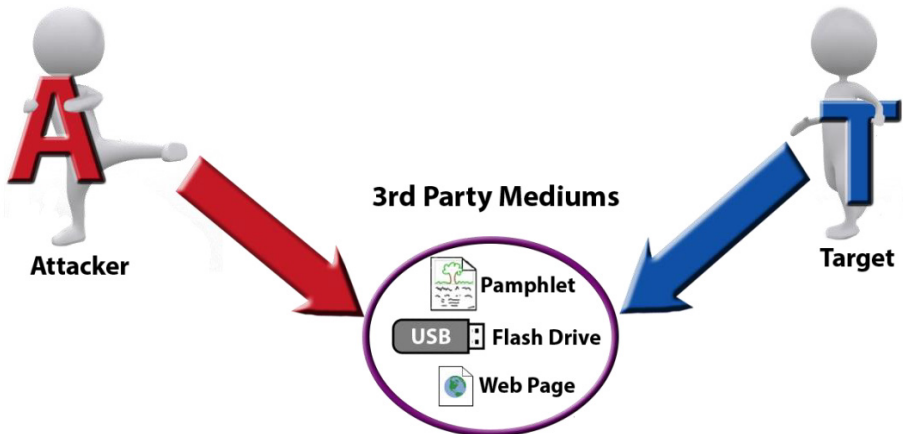 A
T
3rd Party Mediums
Attacker
Target
Pamphlet
USB Flash Drive
Web Page